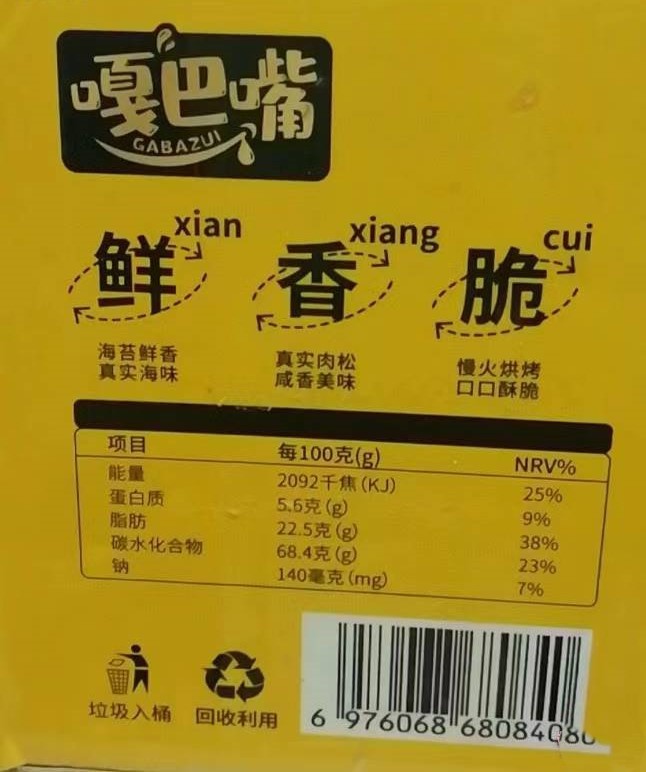 嘎巴嘴
GABAZUI
鲜 xian
香 xiang
脆 cui
海苔鲜香
真实海味
真实肉松
咸香美味
慢火烘烤
口口酥脆
项目 每100克(g) NRV%
能量 2092千焦(KJ) 25%
蛋白质 5.6克(g) 9%
脂肪 22.5克(g) 38%
碳水化合物 68.4克(g) 23%
钠 140毫克(mg) 7%
垃圾入桶
回收利用
6 976068 68084080